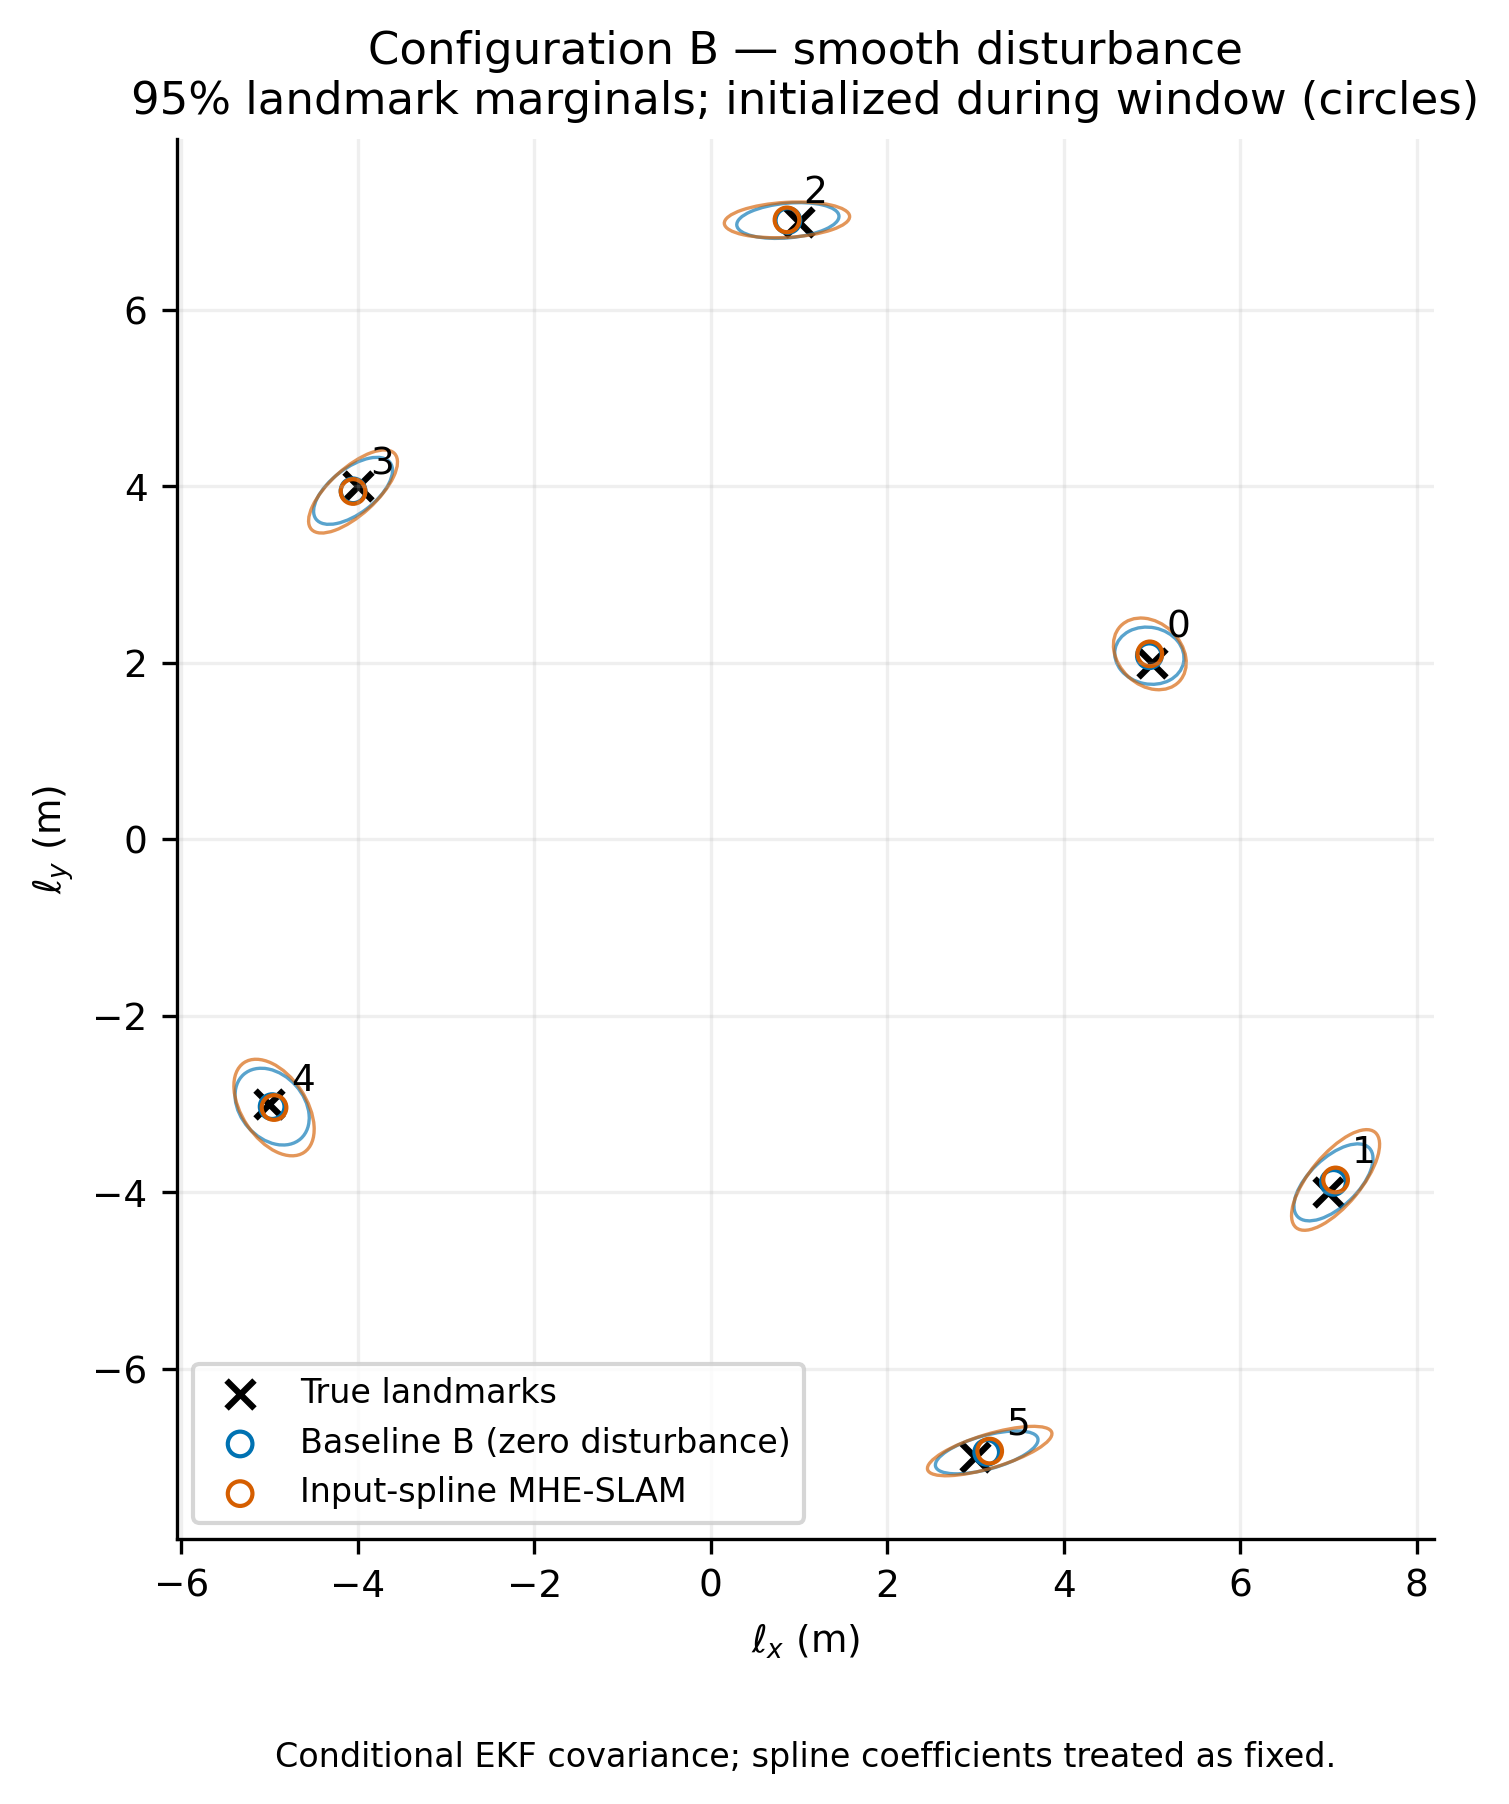 Configuration B — smooth disturbance
95% landmark marginals; initialized during window (circles)
2
3
0
4
1
5
6
4
2
0
−2
−4
−6
ℓy (m)
True landmarks
Baseline B (zero disturbance)
Input-spline MHE-SLAM
−6 −4 −2 0 2 4 6 8
ℓx (m)
Conditional EKF covariance; spline coefficients treated as fixed.